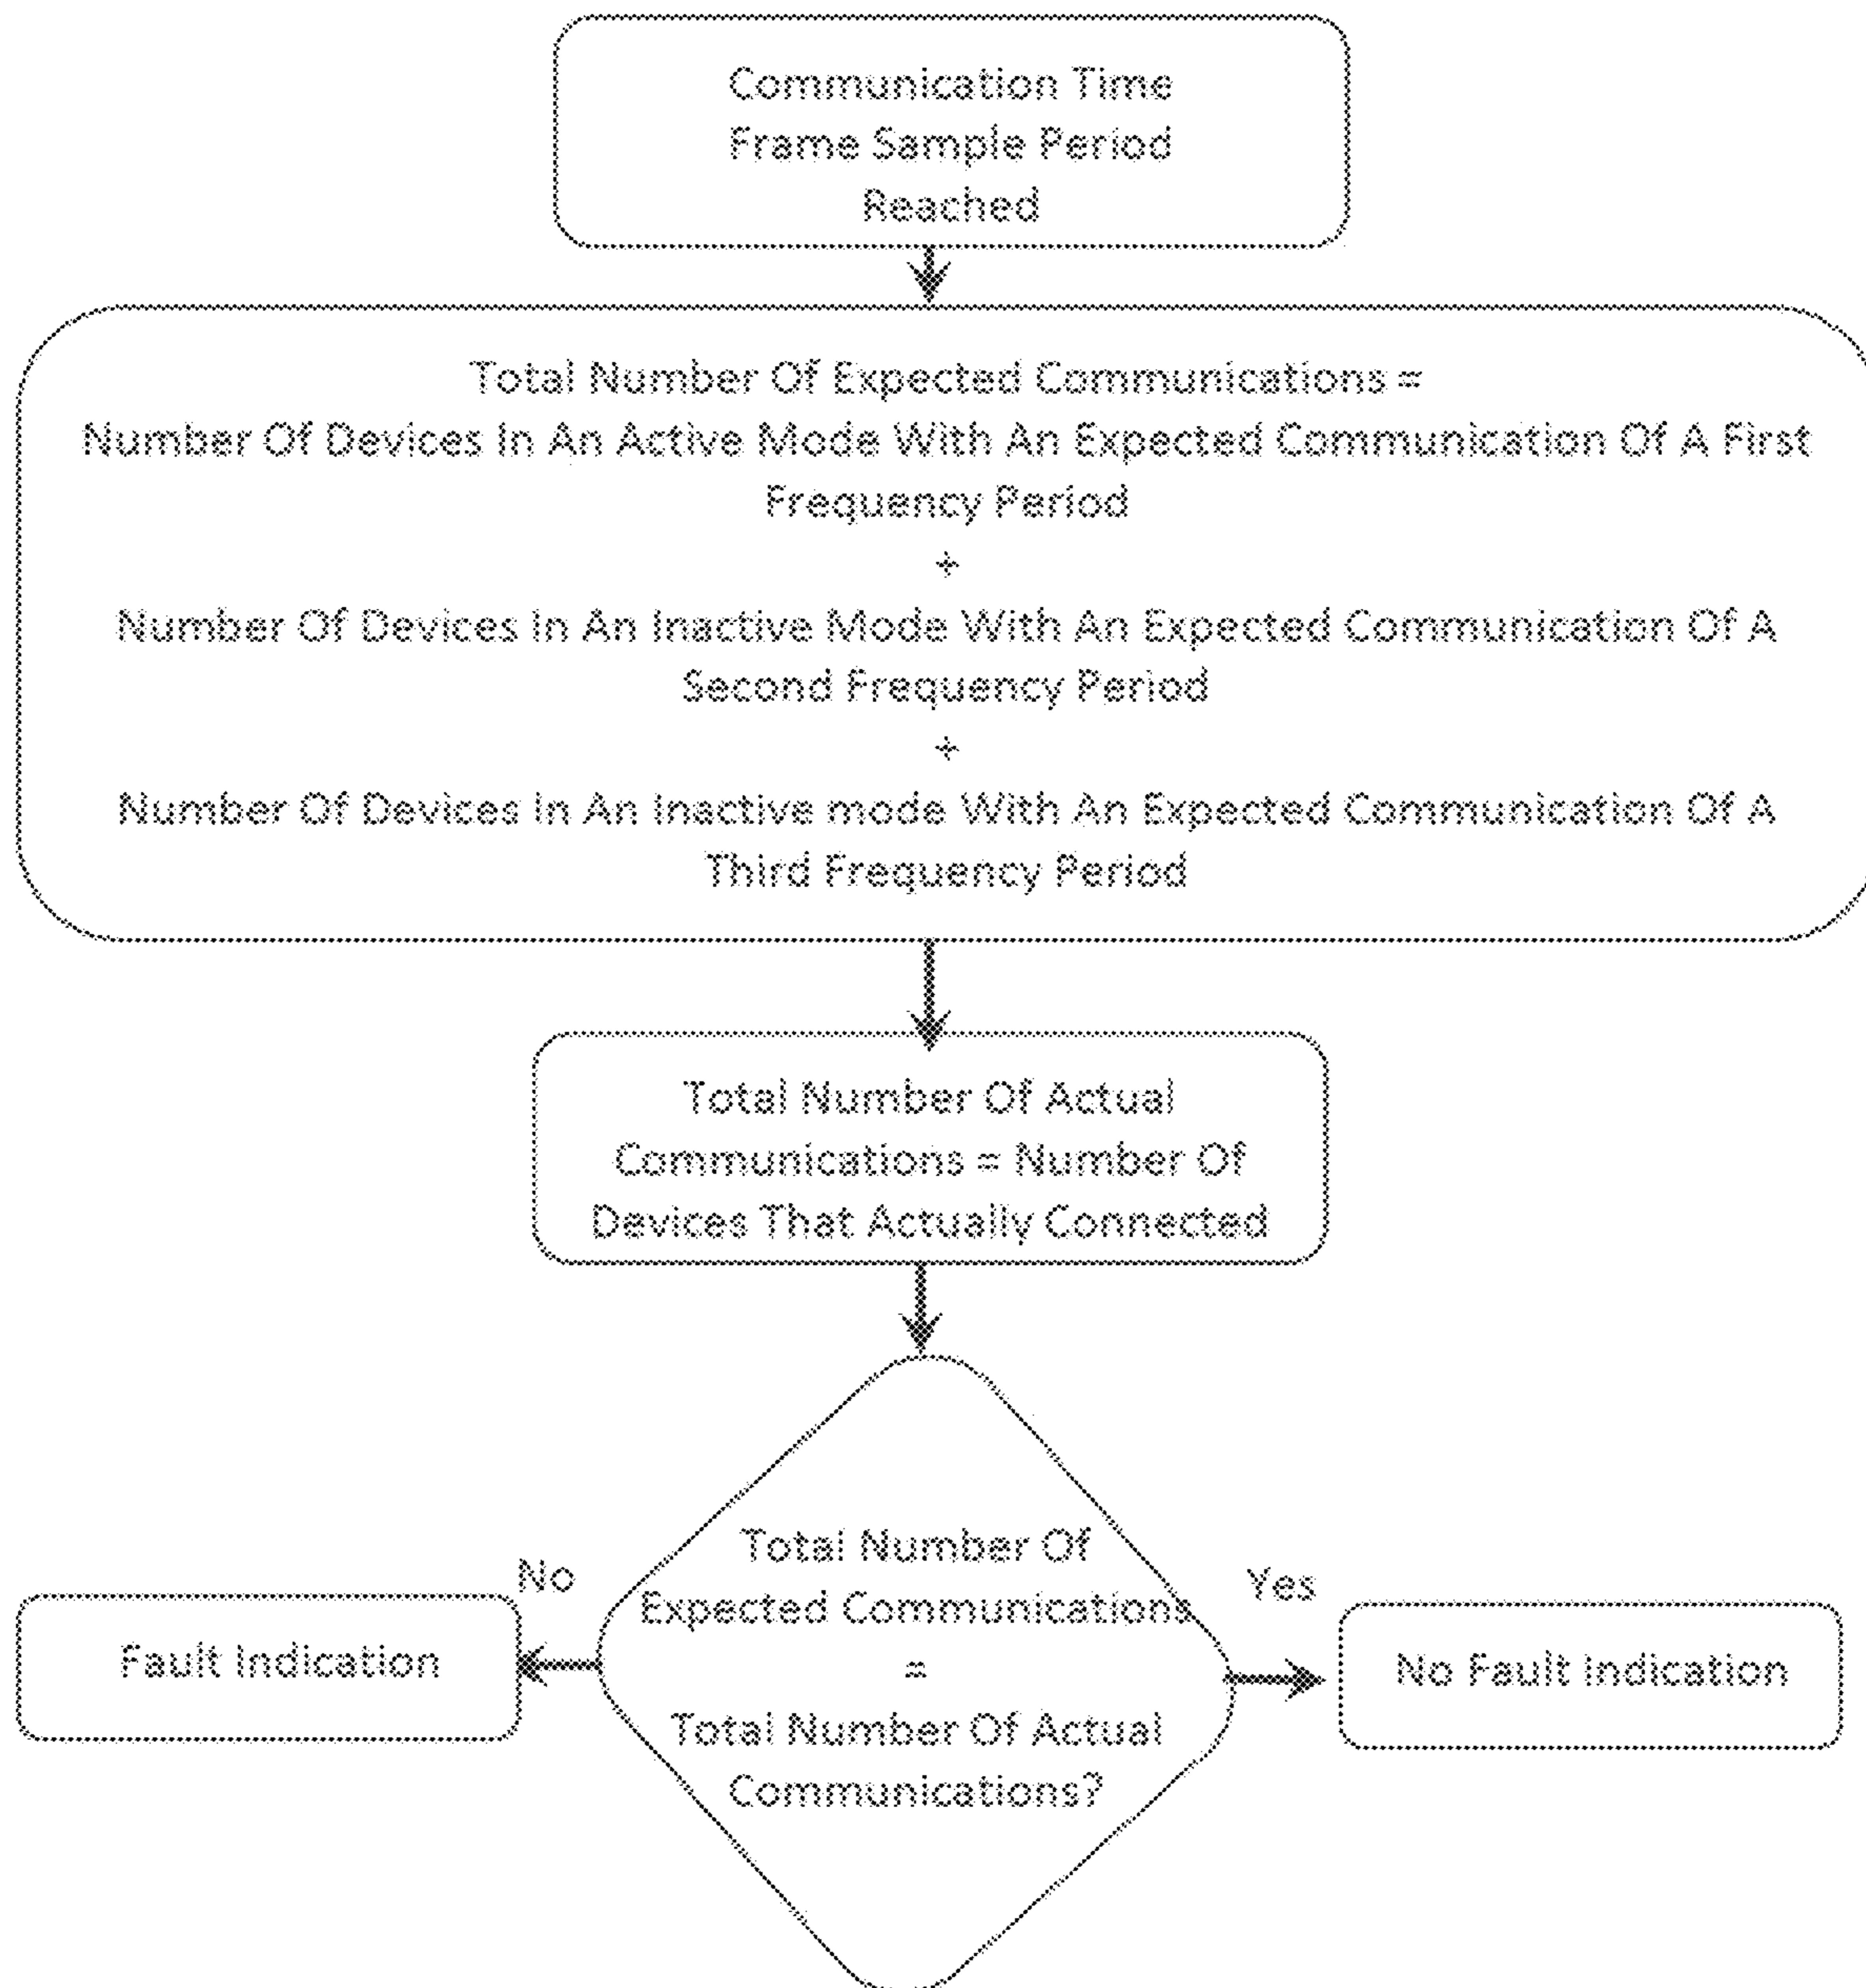 Communication Time
Frame Sample Period
Reached
Total Number Of Expected Communications =
Number Of Devices In An Active Mode With An Expected Communication Of A First
Frequency Period
+
Number Of Devices In An Inactive Mode With An Expected Communication Of A
Second Frequency Period
+
Number Of Devices In An Inactive mode With An Expected Communication Of A
Third Frequency Period
Total Number Of Actual
Communications = Number Of
Devices That Actually Connected
Total Number Of
Expected Communications
=
Total Number Of Actual
Communications?
No
Fault Indication
Yes
No Fault Indication